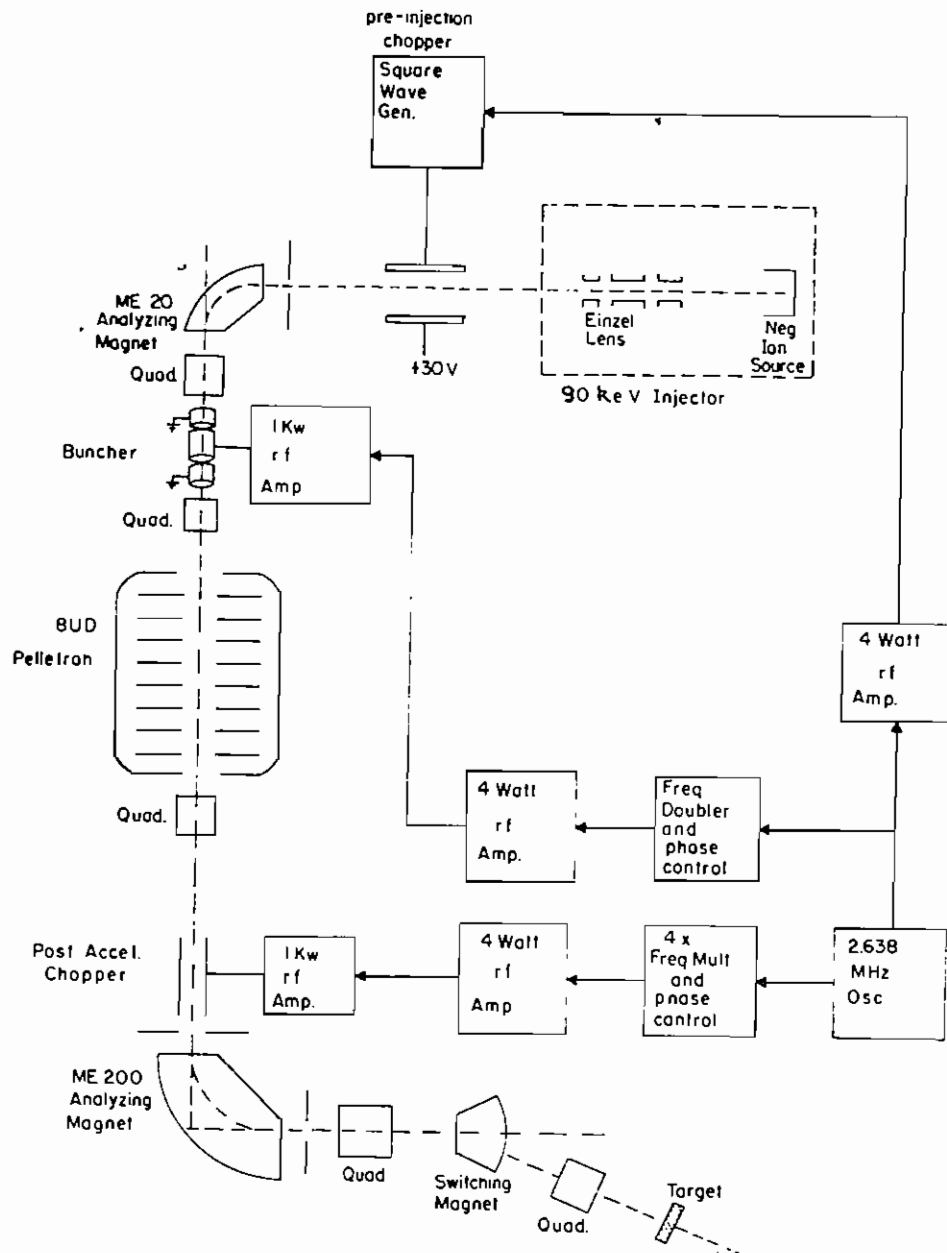 pre-injection
chopper
Square
Wave
Gen.
ME 20
Analyzing
Magnet
Einzel
Lens
Neg
Ion
Source
+30 V
90 keV Injector
Quad.
1 Kw
rf
Amp
Buncher
Quad.
8UD
Pelletron
4 Watt
rf
Amp.
4 Watt
rf
Amp.
Freq
Doubler
and
phase
control
Quad.
Post Accel.
Chopper
1 Kw
rf
Amp.
4 Watt
rf
Amp
4 x
Freq Mult
and
phase
control
2.638
MHz
Osc
ME 200
Analyzing
Magnet
Quad
Switching
Magnet
Quad.
Target